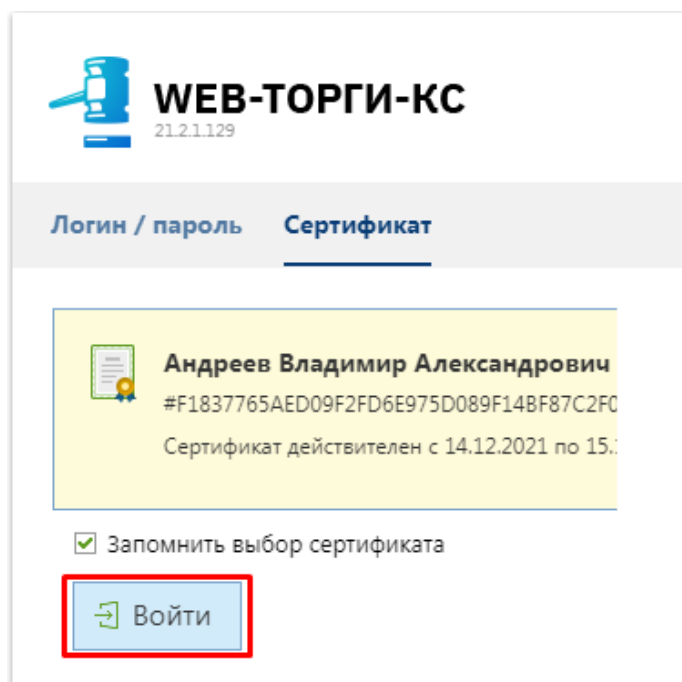 WEB-ТОРГИ-КС
21.2.1.129
Логин / пароль Сертификат
Андреев Владимир Александрович
#F1837765AED09F2FD6E975D089F14BF87C2F0
Сертификат действителен с 14.12.2021 по 15.
Запомнить выбор сертификата
Войти